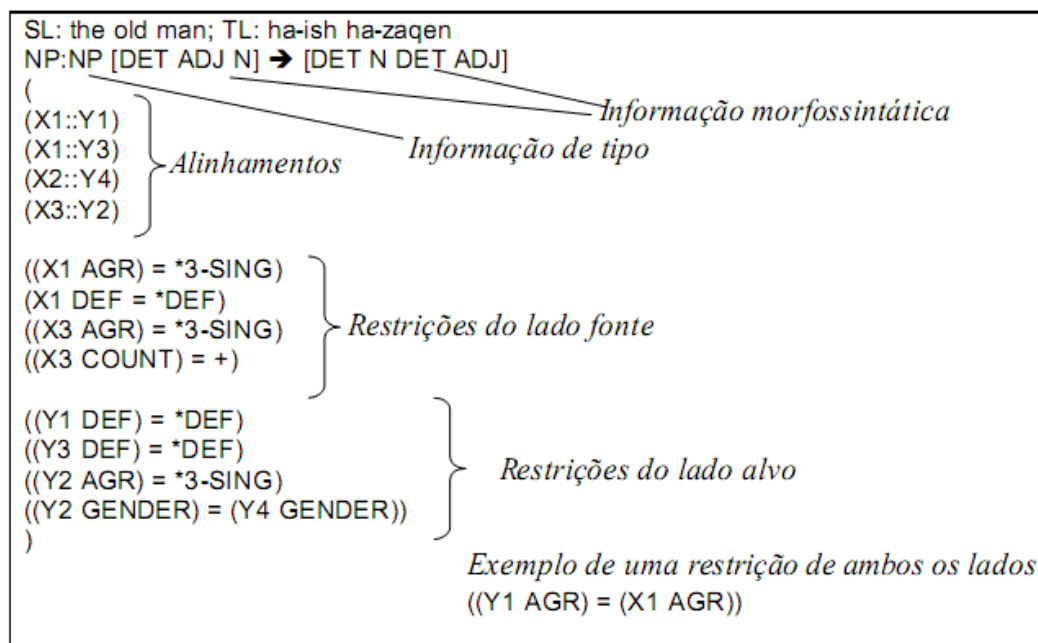 SL: the old man; TL: ha-ish ha-zaqen
NP:NP [DET ADJ N] ➔ [DET N DET ADJ]
(
Informação morfossintática
(X1::Y1)
Informação de tipo
(X1::Y3)
Alinhamentos
(X2::Y4)
(X3::Y2)
((X1 AGR) = *3-SING)
(X1 DEF = *DEF)
Restrições do lado fonte
((X3 AGR) = *3-SING)
((X3 COUNT) = +)
((Y1 DEF) = *DEF)
((Y3 DEF) = *DEF)
Restrições do lado alvo
((Y2 AGR) = *3-SING)
((Y2 GENDER) = (Y4 GENDER))
)
Exemplo de uma restrição de ambos os lados
((Y1 AGR) = (X1 AGR))